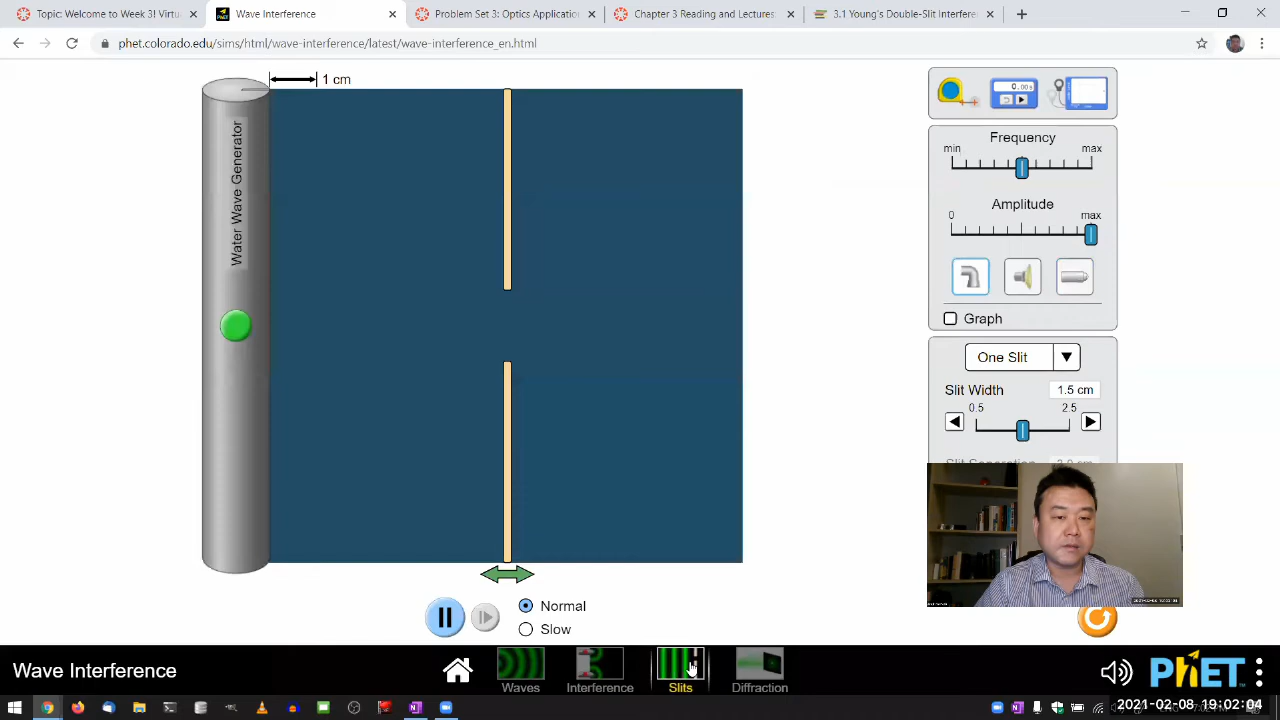 Topic: Welcome to Week 3! Virtu
Wave Interference
Problem Set: Optics Applicatio
Chapter 3 Reading and Lectures
3.1 Young's Double-Slit Interfere
phet.colorado.edu/sims/html/wave-interference/latest/wave-interference_en.html
1 cm
Water Wave Generator
0.00s
Frequency
min
max
Amplitude
0
max
Graph
One Slit
Slit Width
1.5 cm
0.5
2.5
Normal
Slow
Wave Interference
Waves
Interference
Slits
Diffraction
PhET
2021-02-08 19:02:04